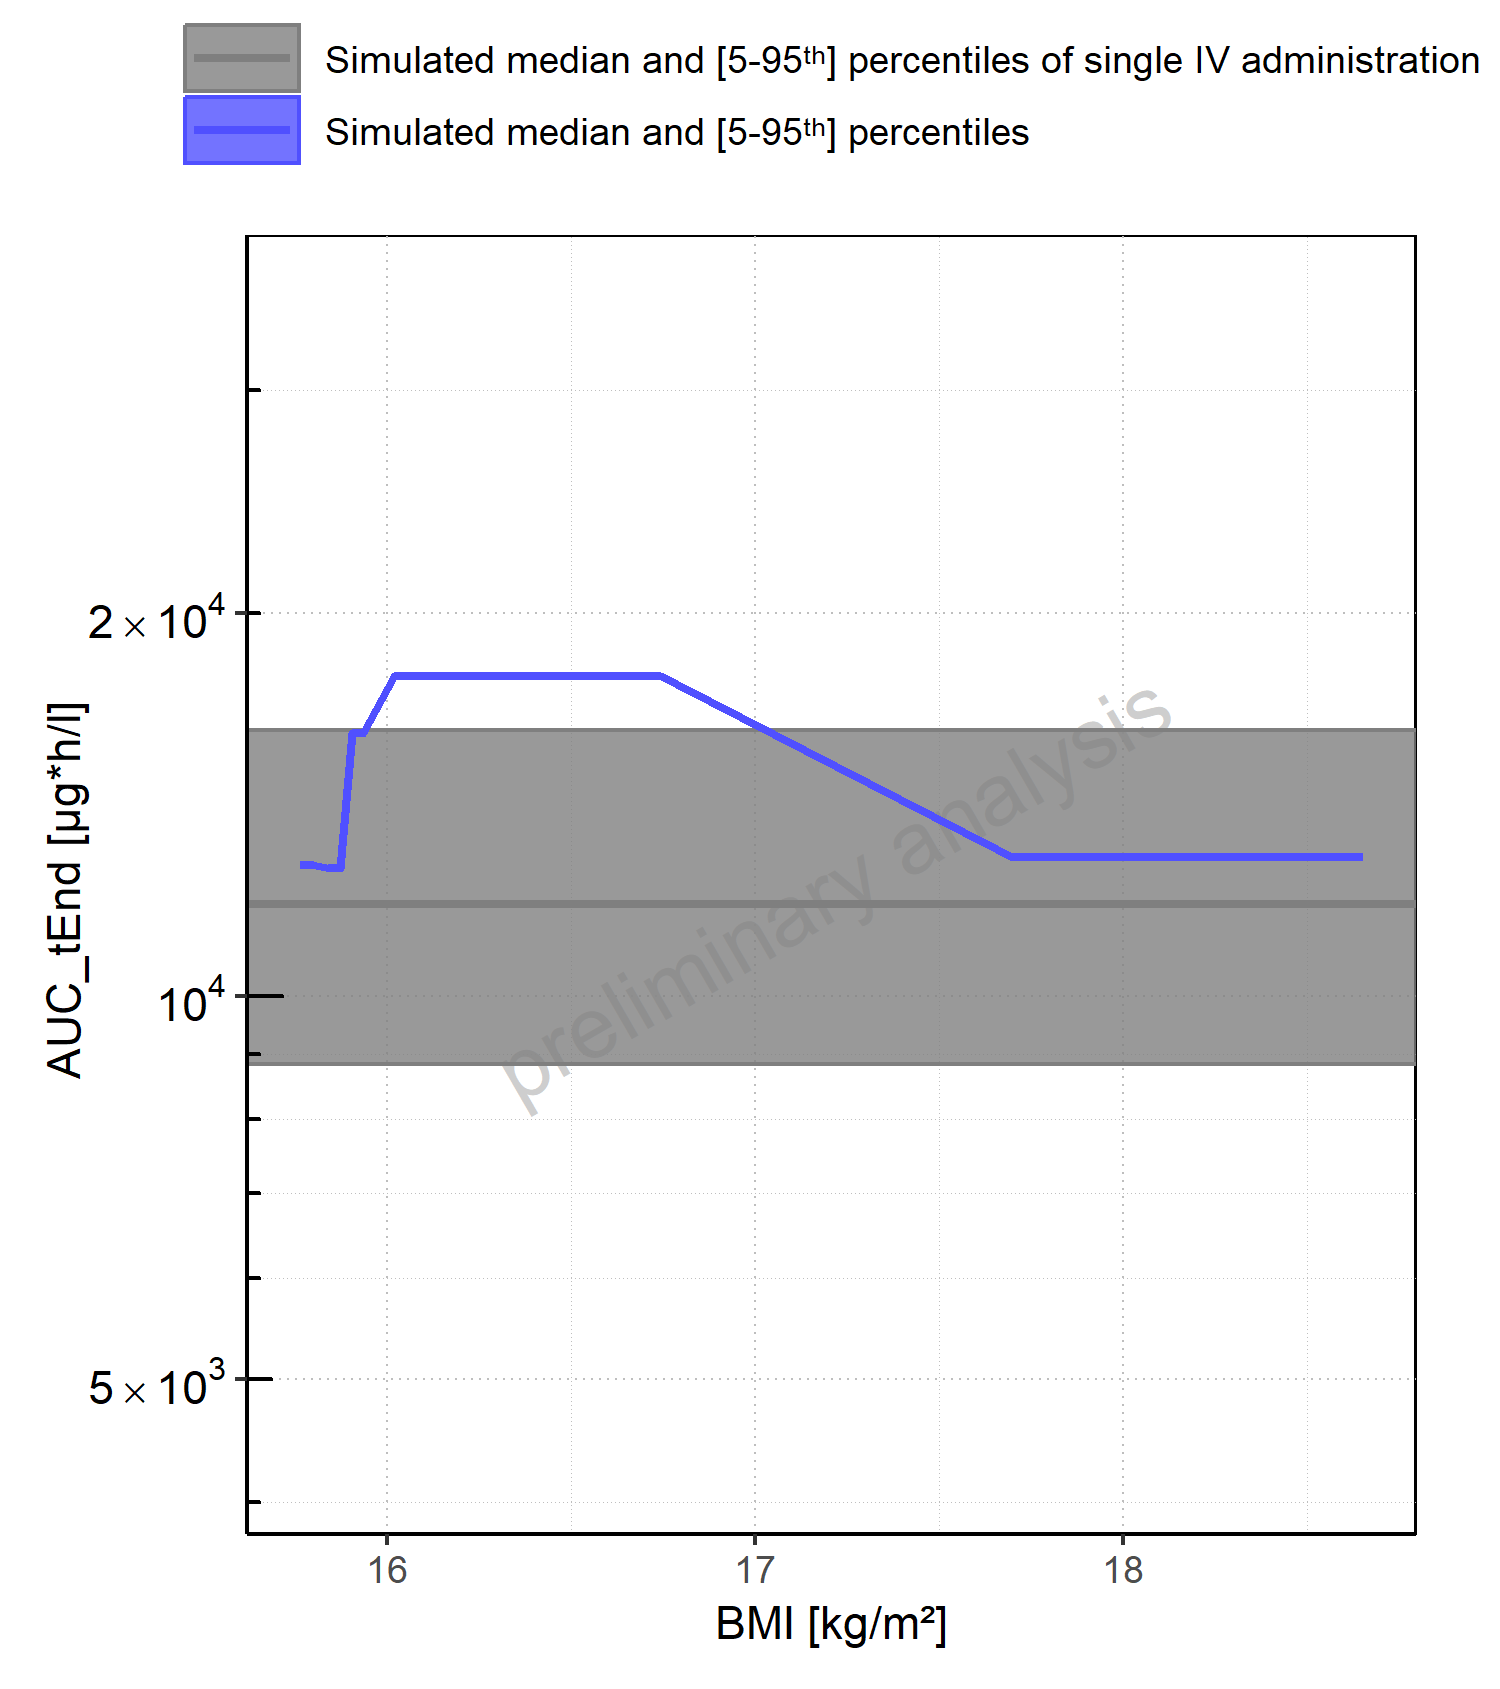 Simulated median and [5-95ᵗʰ] percentiles of single IV administration
Simulated median and [5-95ᵗʰ] percentiles
2 × 10⁴
10⁴
5 × 10³
AUC_tEnd [µg*h/l]
preliminary analysis
16 17 18
BMI [kg/m²]